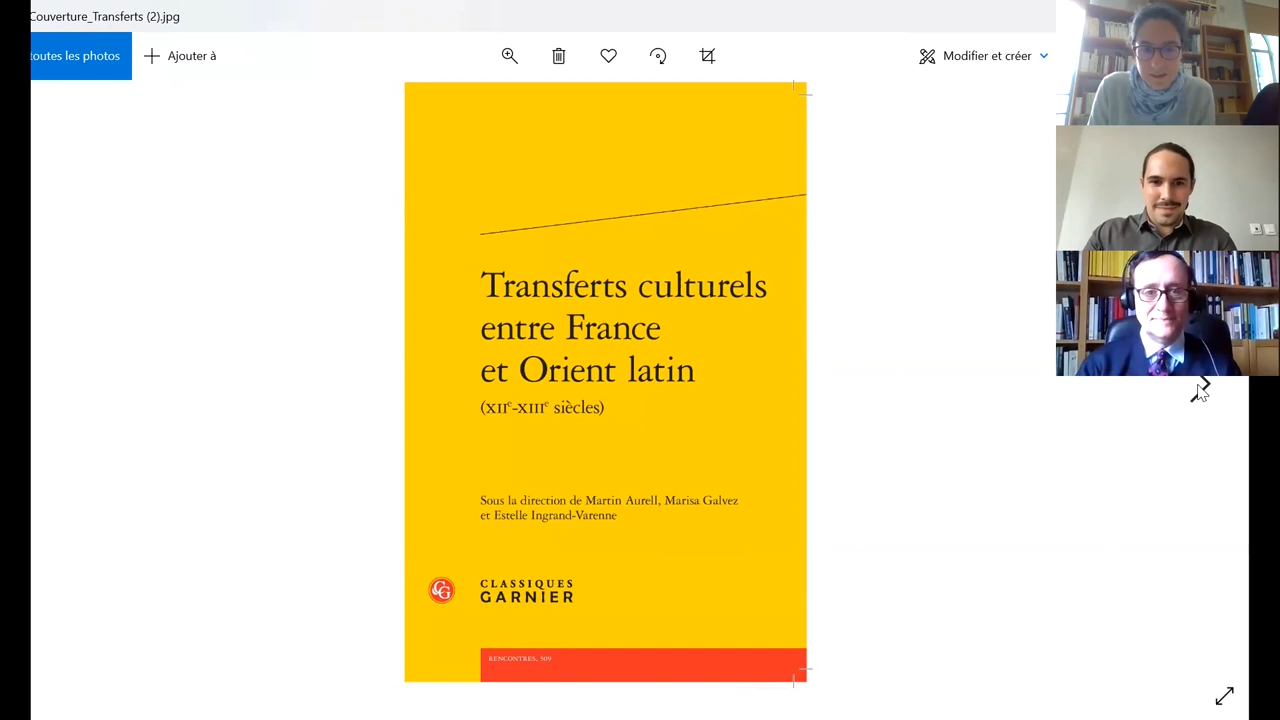 Couverture_Transferts (2).jpg
toutes les photos
Ajouter à
Modifier et créer
Transferts culturels
entre France
et Orient latin
(XIIe-XIIIe siècles)
Sous la direction de Martin Aurell, Marisa Galvez
et Estelle Ingrand-Varenne
CG
CLASSIQUES
GARNIER
RENCONTRES, 509